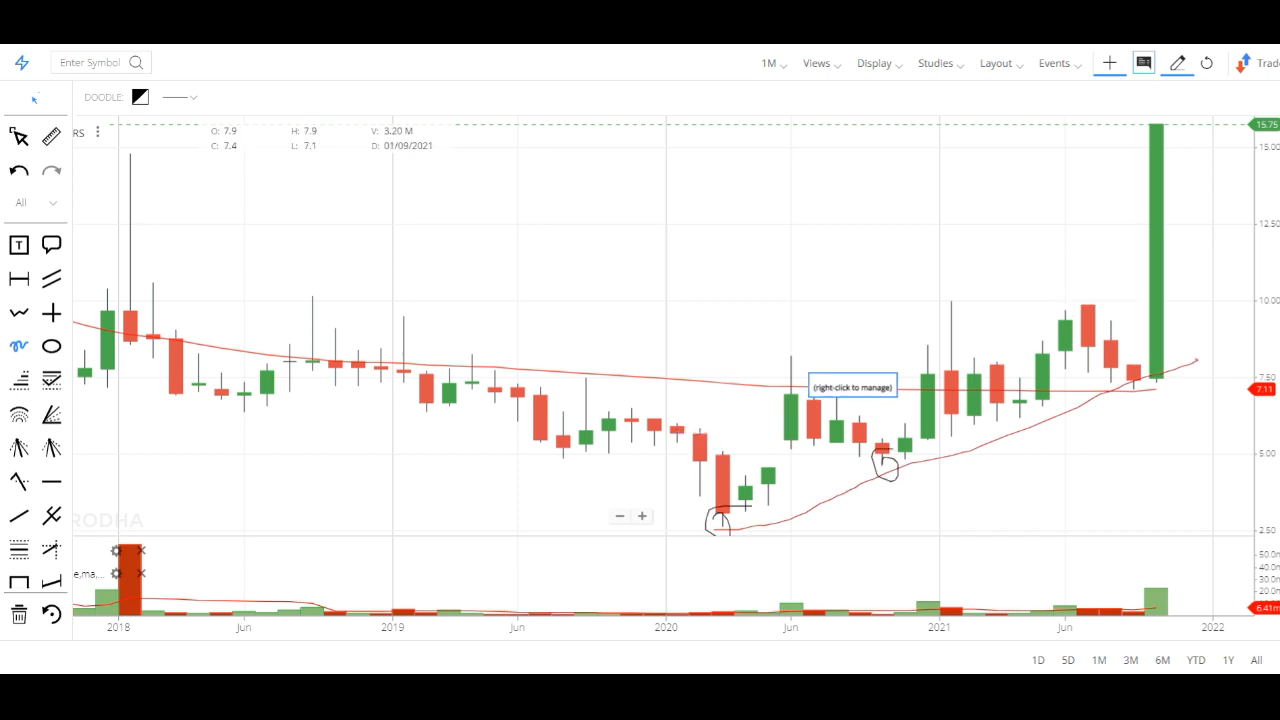 Enter Symbol 1M Views Display Studies Layout Events Trade
DOODLE:
RS O: 7.9 H: 7.9 V: 3.20 M
C: 7.4 L: 7.1 D: 01/09/2021
15.75
15.00
All
T
12.50
10.00
7.50
(right-click to manage) 7.11
5.00
RODHA
2.50
50.0m
e,ma,... 40.0m
30.0m
20.0m
6.41m
2018 Jun 2019 Jun 2020 Jun 2021 Jun 2022
1D 5D 1M 3M 6M YTD 1Y All